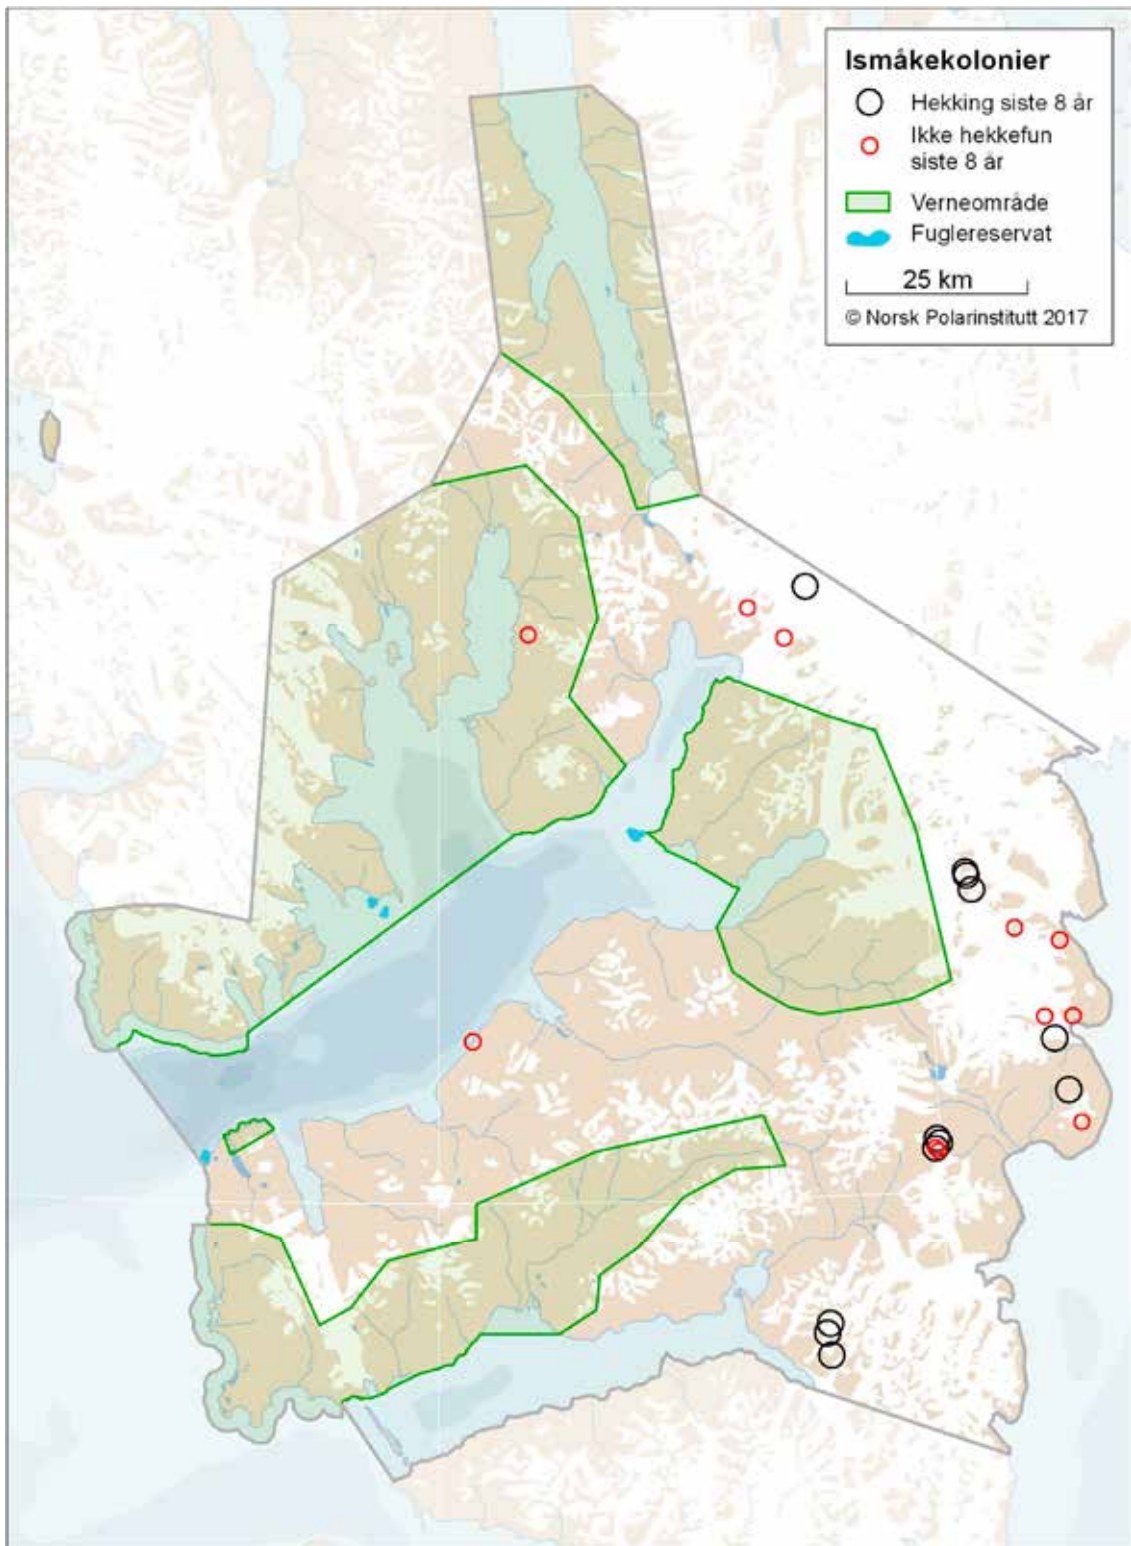 Ismåkekolonier
Hekking siste 8 år
Ikke hekkefun
siste 8 år
Verneområde
Fuglereservat
25 km
© Norsk Polarinstitutt 2017